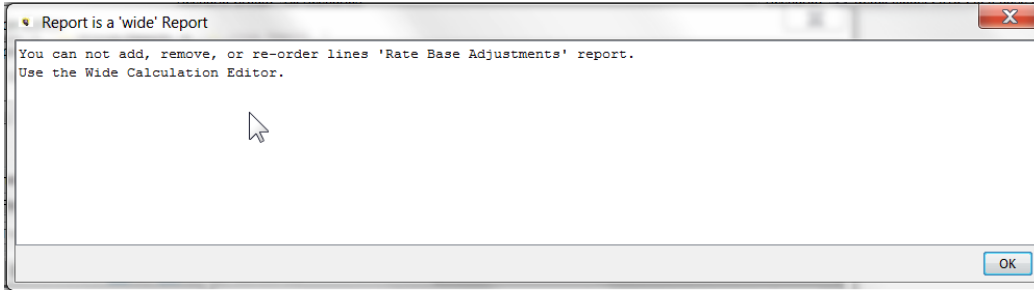 Report is a 'wide' Report
You can not add, remove, or re-order lines 'Rate Base Adjustments' report.
Use the Wide Calculation Editor.
OK